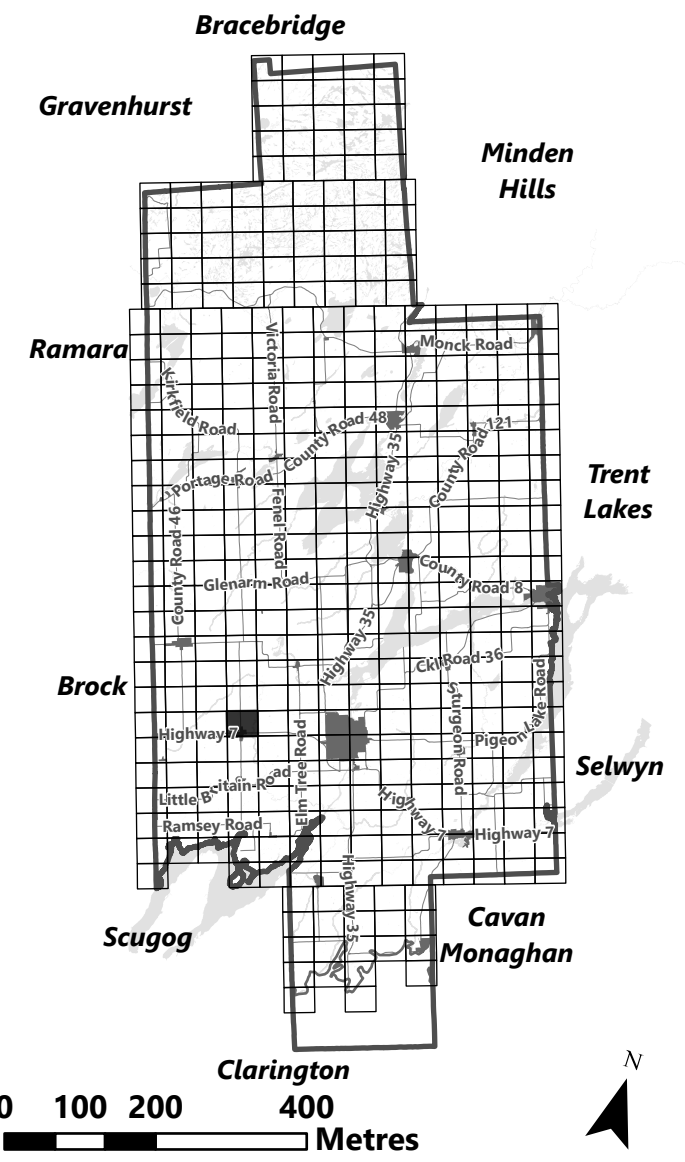 Bracebridge
Gravenhurst
Minden
Hills
Ramara
Victoria Road
Monck Road
Kirkfield Road
County Road 48
Highway 35
County Road 121
Portage Road
Trent
Lakes
County Road 46
Fenel Road
Glenarm Road
County Road 8
Highway 35
Ckl Road 36
Brock
Sturgeon Road
Pigeon Lake Road
Highway 7
Elm Tree Road
Selwyn
Little Britain Road
Highway 7
Highway 7
Ramsey Road
Highway 35
Scugog
Cavan
Monaghan
Clarington
N
0 100 200 400
Metres